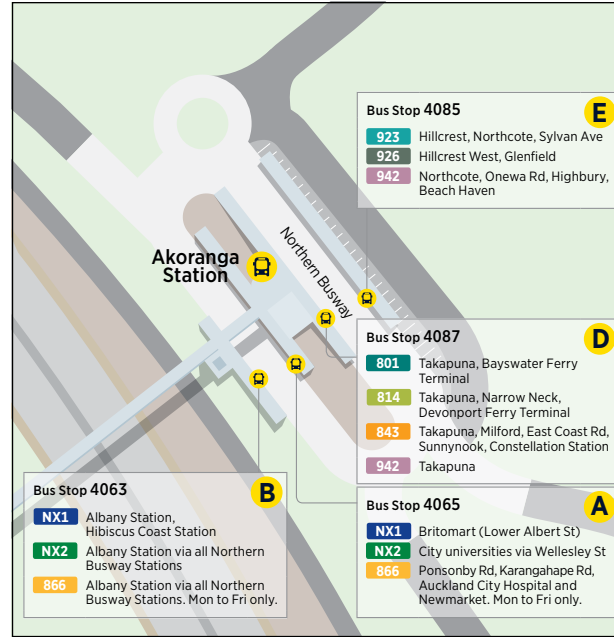 Bus Stop 4085
E
923 Hillcrest, Northcote, Sylvan Ave
926 Hillcrest West, Glenfield
942 Northcote, Onewa Rd, Highbury,
Beach Haven
Akoranga
Station
Northern Busway
Bus Stop 4087
D
801 Takapuna, Bayswater Ferry
Terminal
814 Takapuna, Narrow Neck,
Devonport Ferry Terminal
843 Takapuna, Milford, East Coast Rd,
Sunnynook, Constellation Station
942 Takapuna
Bus Stop 4063
B
NX1 Albany Station,
Hibiscus Coast Station
NX2 Albany Station via all Northern
Busway Stations
866 Albany Station via all Northern
Busway Stations. Mon to Fri only.
Bus Stop 4065
A
NX1 Britomart (Lower Albert St)
NX2 City universities via Wellesley St
866 Ponsonby Rd, Karangahape Rd,
Auckland City Hospital and
Newmarket. Mon to Fri only.